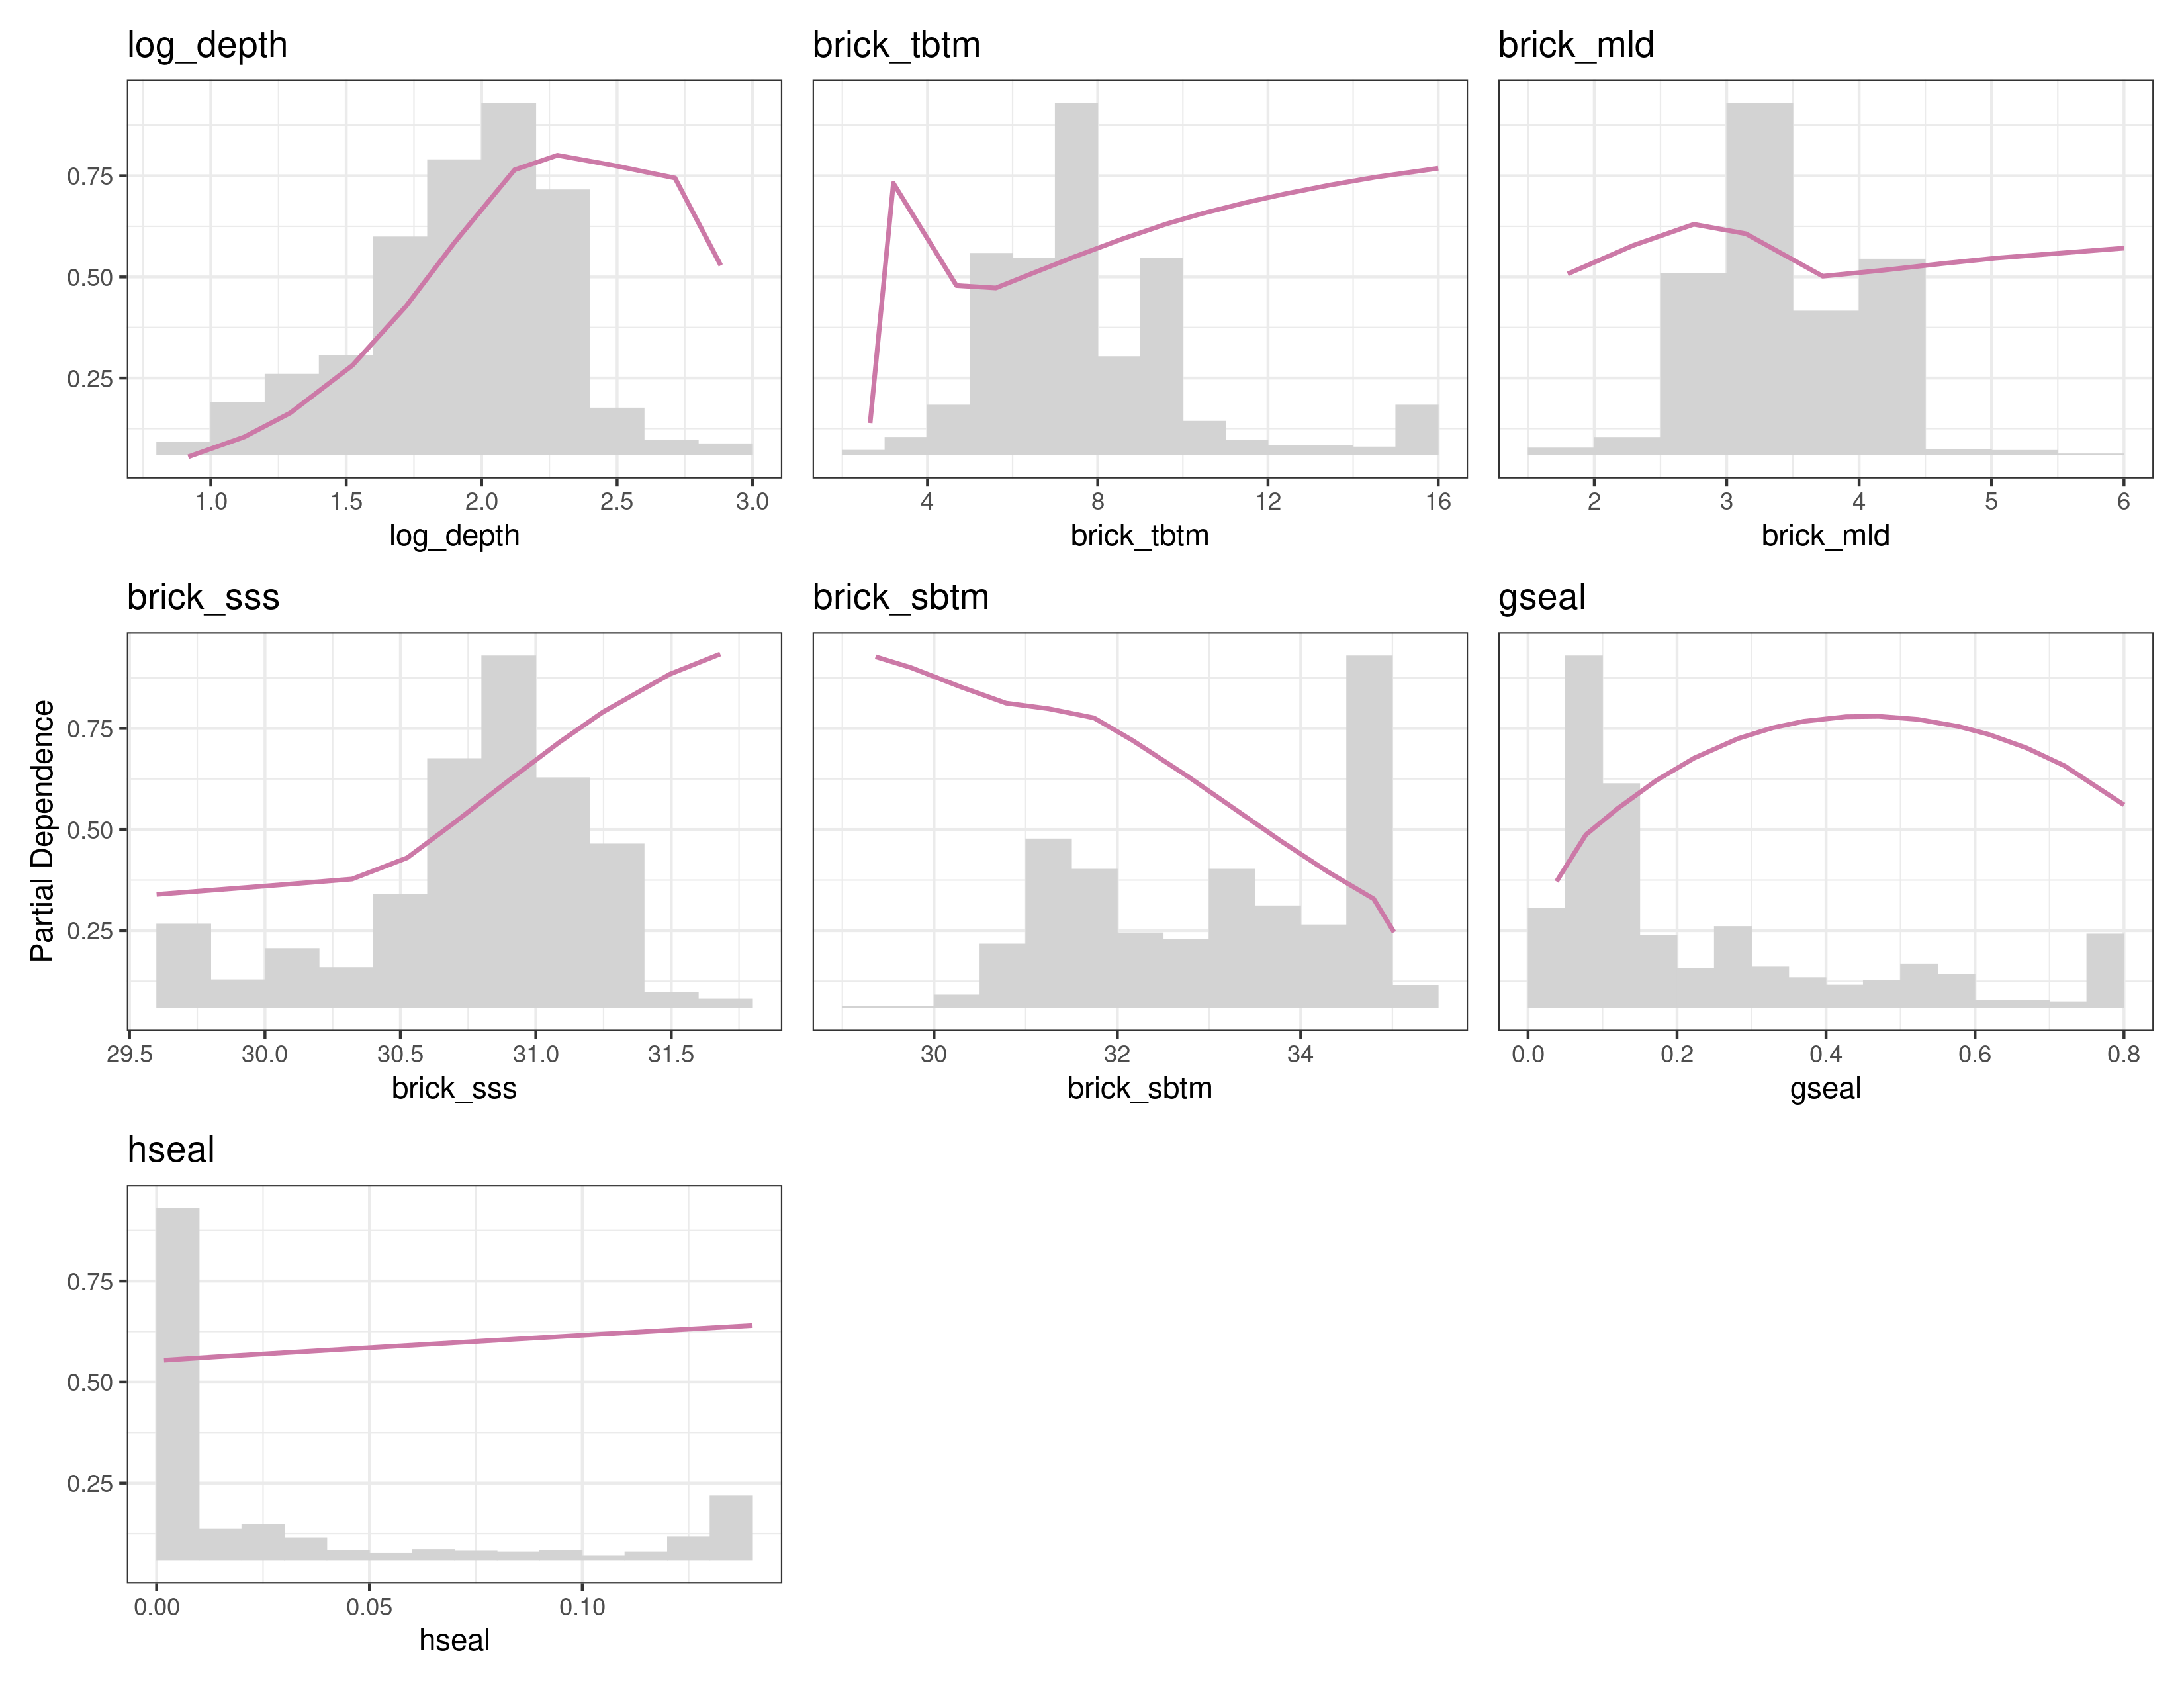 log_depth
brick_tbtm
brick_mld
0.75
0.50
0.25
1.0 1.5 2.0 2.5 3.0
4 8 12 16
2 3 4 5 6
log_depth
brick_tbtm
brick_mld
brick_sss
brick_sbtm
gseal
Partial Dependence
0.75
0.50
0.25
29.5 30.0 30.5 31.0 31.5
30 32 34
0.0 0.2 0.4 0.6 0.8
brick_sss
brick_sbtm
gseal
hseal
0.75
0.50
0.25
0.00 0.05 0.10
hseal